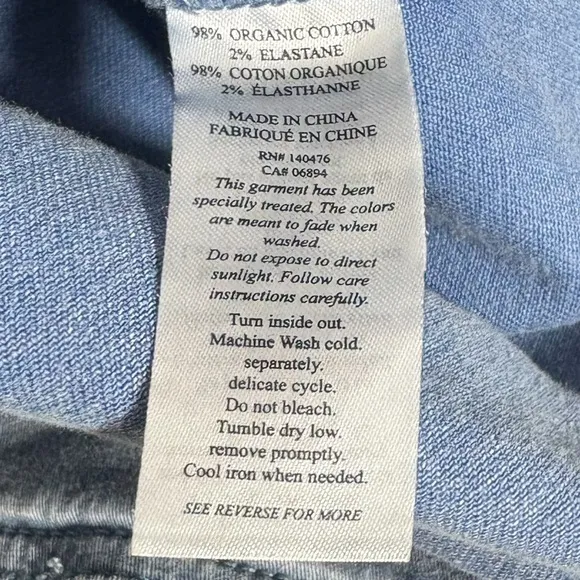 98% ORGANIC COTTON
2% ELASTANE
98% COTON ORGANIQUE
2% ÉLASTHANNE
MADE IN CHINA
FABRIQUÉ EN CHINE
RN# 140476
CA# 06894
This garment has been
specially treated. The colors
are meant to fade when
washed.
Do not expose to direct
sunlight. Follow care
instructions carefully.
Turn inside out.
Machine Wash cold.
separately.
delicate cycle.
Do not bleach.
Tumble dry low.
remove promptly.
Cool iron when needed.
SEE REVERSE FOR MORE